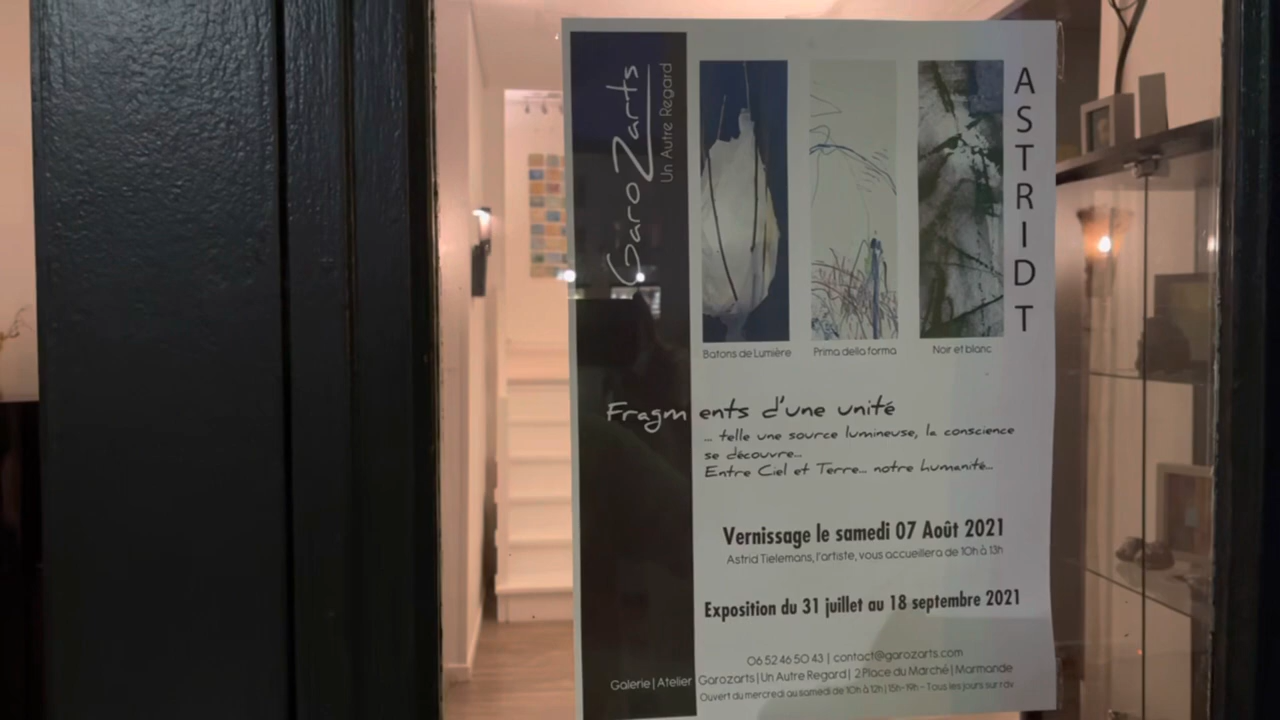 GaroZarts
Un Autre Regard
ASTRID T
Batons de Lumière
Prima della forma
Noir et blanc
Fragments d'une unité
... telle une source lumineuse, la conscience
se découvre...
Entre Ciel et Terre... notre humanité...
Vernissage le samedi 07 Août 2021
Astrid Tielemans, l'artiste, vous accueillera de 10h à 13h
Exposition du 31 juillet au 18 septembre 2021
06 52 46 50 43 | contact@garozarts.com
Galerie | Atelier Garozarts | Un Autre Regard | 2 Place du Marché | Marmande
Ouvert du mercredi au samedi de 10h à 12h | 15h-19h - Tous les jours sur rdv